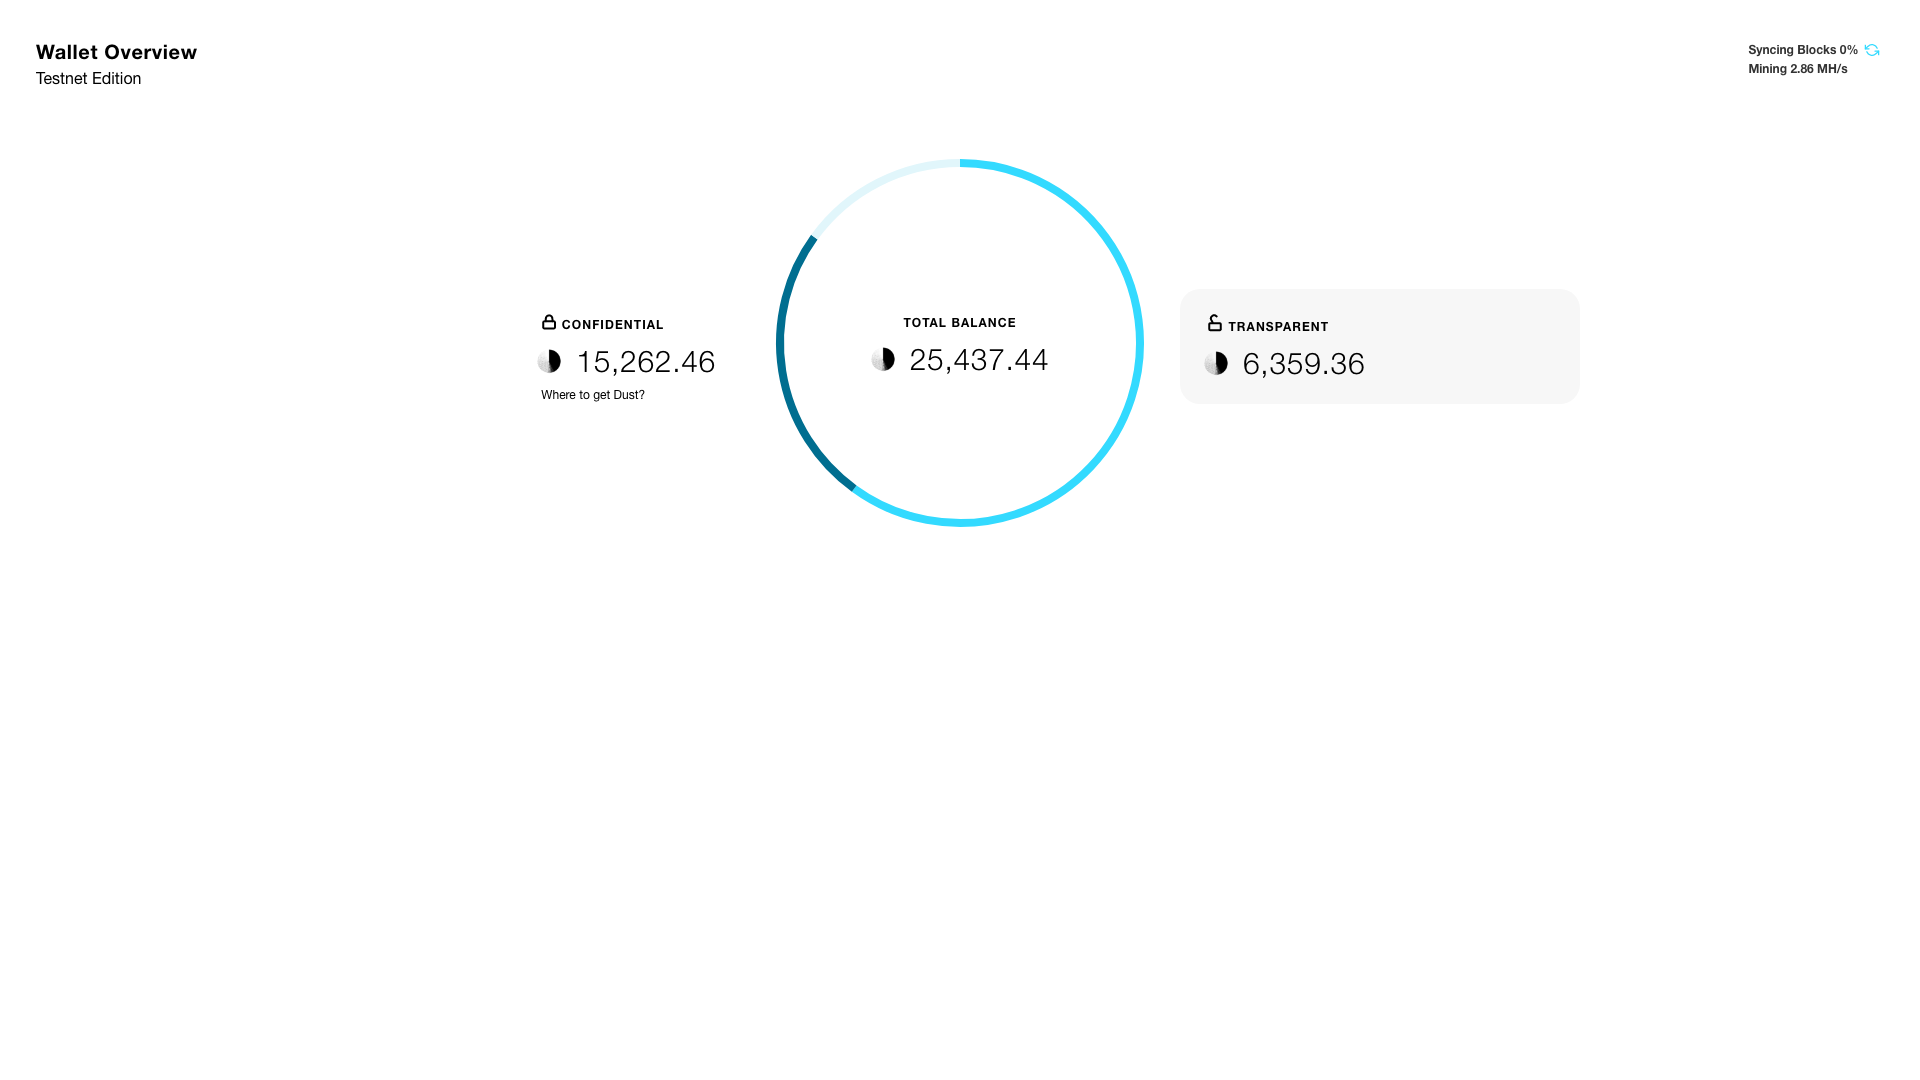 Wallet Overview
Testnet Edition
Syncing Blocks 0%
Mining 2.86 MH/s
CONFIDENTIAL
15,262.46
Where to get Dust?
TOTAL BALANCE
25,437.44
TRANSPARENT
6,359.36